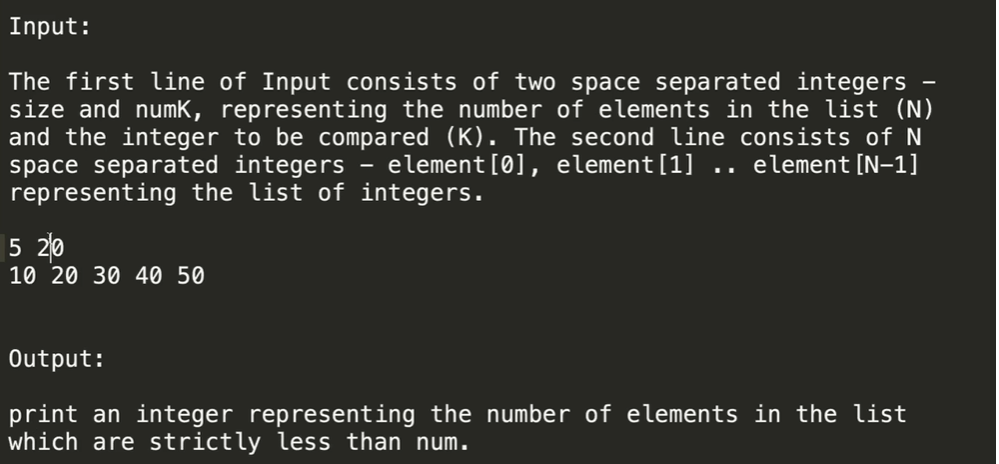 Input:
The first line of Input consists of two space separated integers –
size and numK, representing the number of elements in the list (N)
and the integer to be compared (K). The second line consists of N
space separated integers – element[0], element[1] .. element[N–1]
representing the list of integers.
5 20
10 20 30 40 50
Output:
print an integer representing the number of elements in the list
which are strictly less than num.